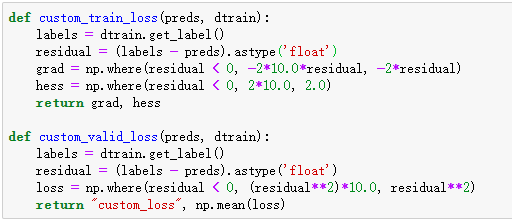 def custom_train_loss(preds, dtrain):
    labels = dtrain.get_label()
    residual = (labels - preds).astype('float')
    grad = np.where(residual < 0, -2*10.0*residual, -2*residual)
    hess = np.where(residual < 0, 2*10.0, 2.0)
    return grad, hess

def custom_valid_loss(preds, dtrain):
    labels = dtrain.get_label()
    residual = (labels - preds).astype('float')
    loss = np.where(residual < 0, (residual**2)*10.0, residual**2)
    return "custom_loss", np.mean(loss)